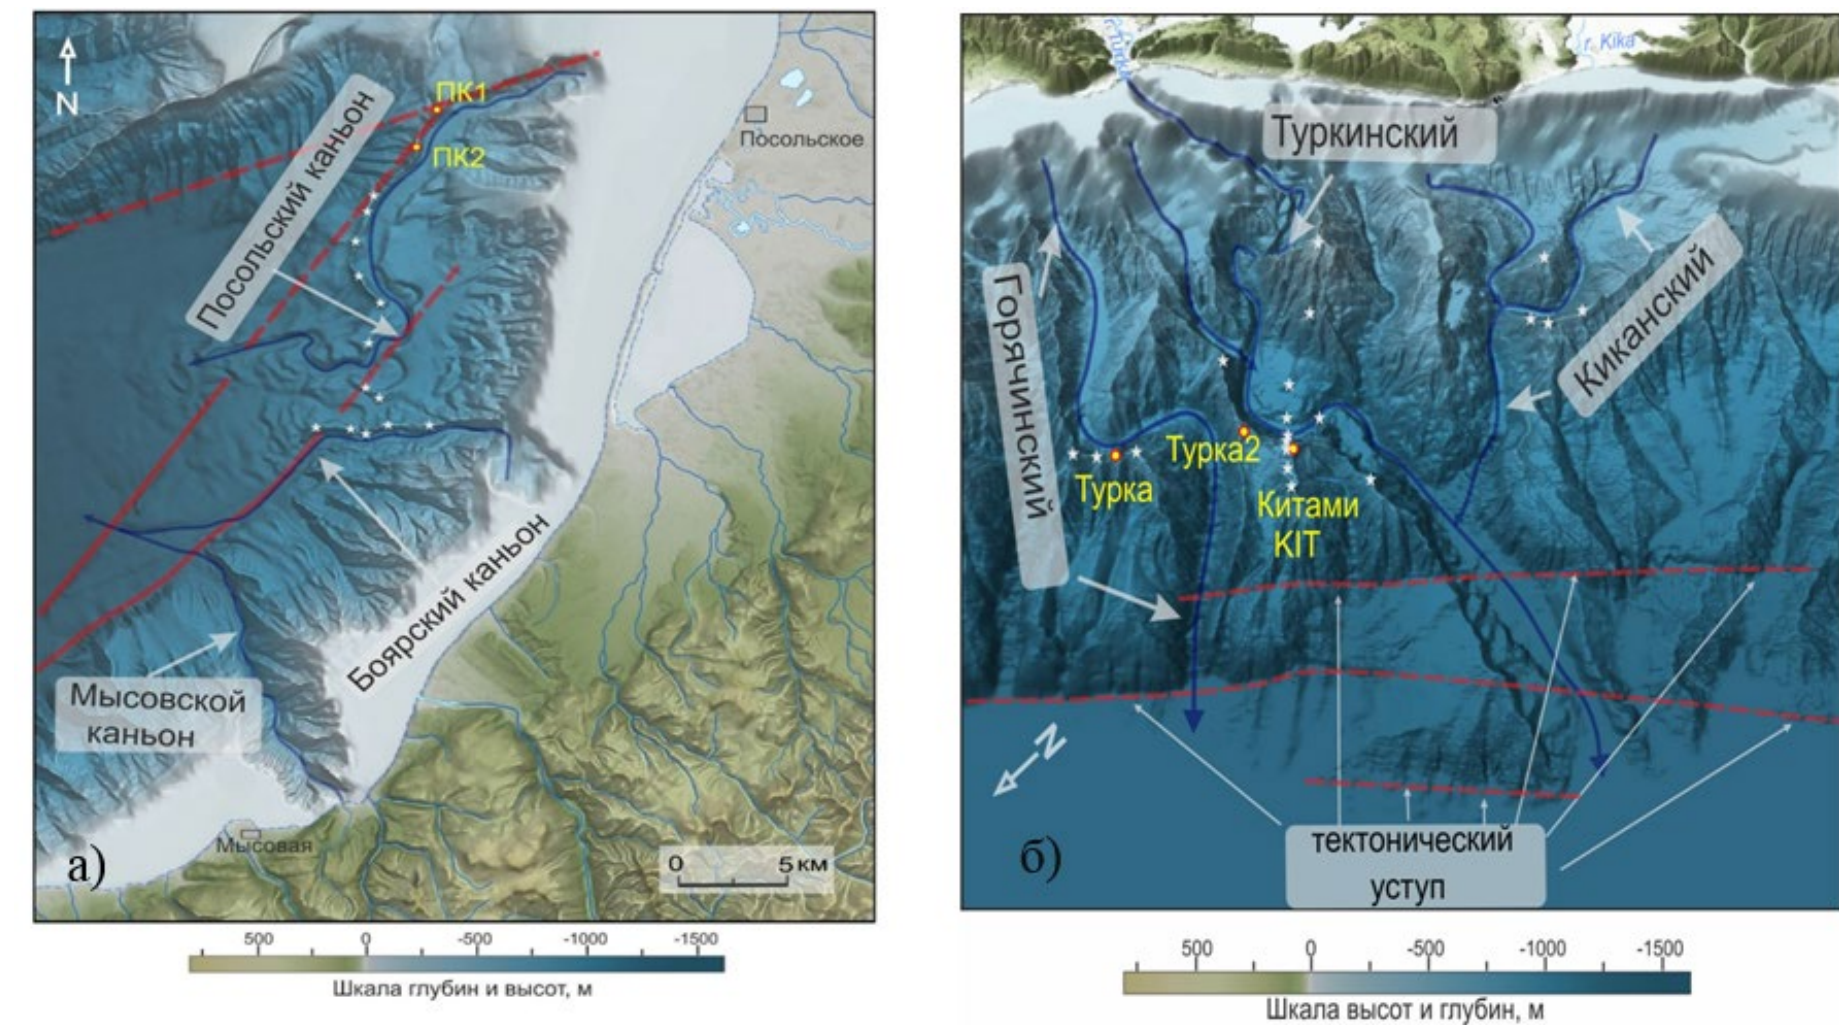 N
ПК1
ПК2
Посольский каньон
Посольское
Боярский каньон
Мысовской
каньон
Мысовая
а)
0 5 км
500 0 -500 -1000 -1500
Шкала глубин и высот, м
r. Kika
Туркинский
Горячинский
Киканский
Турка2
Турка
Китами
KIT
N
тектонический
уступ
б)
500 0 -500 -1000 -1500
Шкала высот и глубин, м